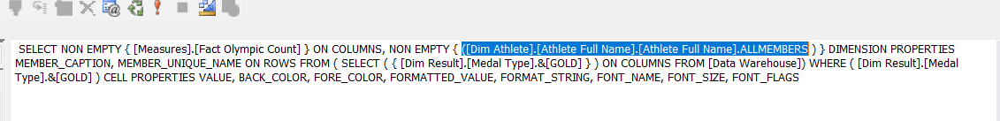 SELECT NON EMPTY { [Measures].[Fact Olympic Count] } ON COLUMNS, NON EMPTY { ([Dim Athlete].[Athlete Full Name].[Athlete Full Name].ALLMEMBERS ) } DIMENSION PROPERTIES
MEMBER_CAPTION, MEMBER_UNIQUE_NAME ON ROWS FROM ( SELECT ( { [Dim Result].[Medal Type].&[GOLD] } ) ON COLUMNS FROM [Data Warehouse]) WHERE ( [Dim Result].[Medal
Type].&[GOLD] ) CELL PROPERTIES VALUE, BACK_COLOR, FORE_COLOR, FORMATTED_VALUE, FORMAT_STRING, FONT_NAME, FONT_SIZE, FONT_FLAGS